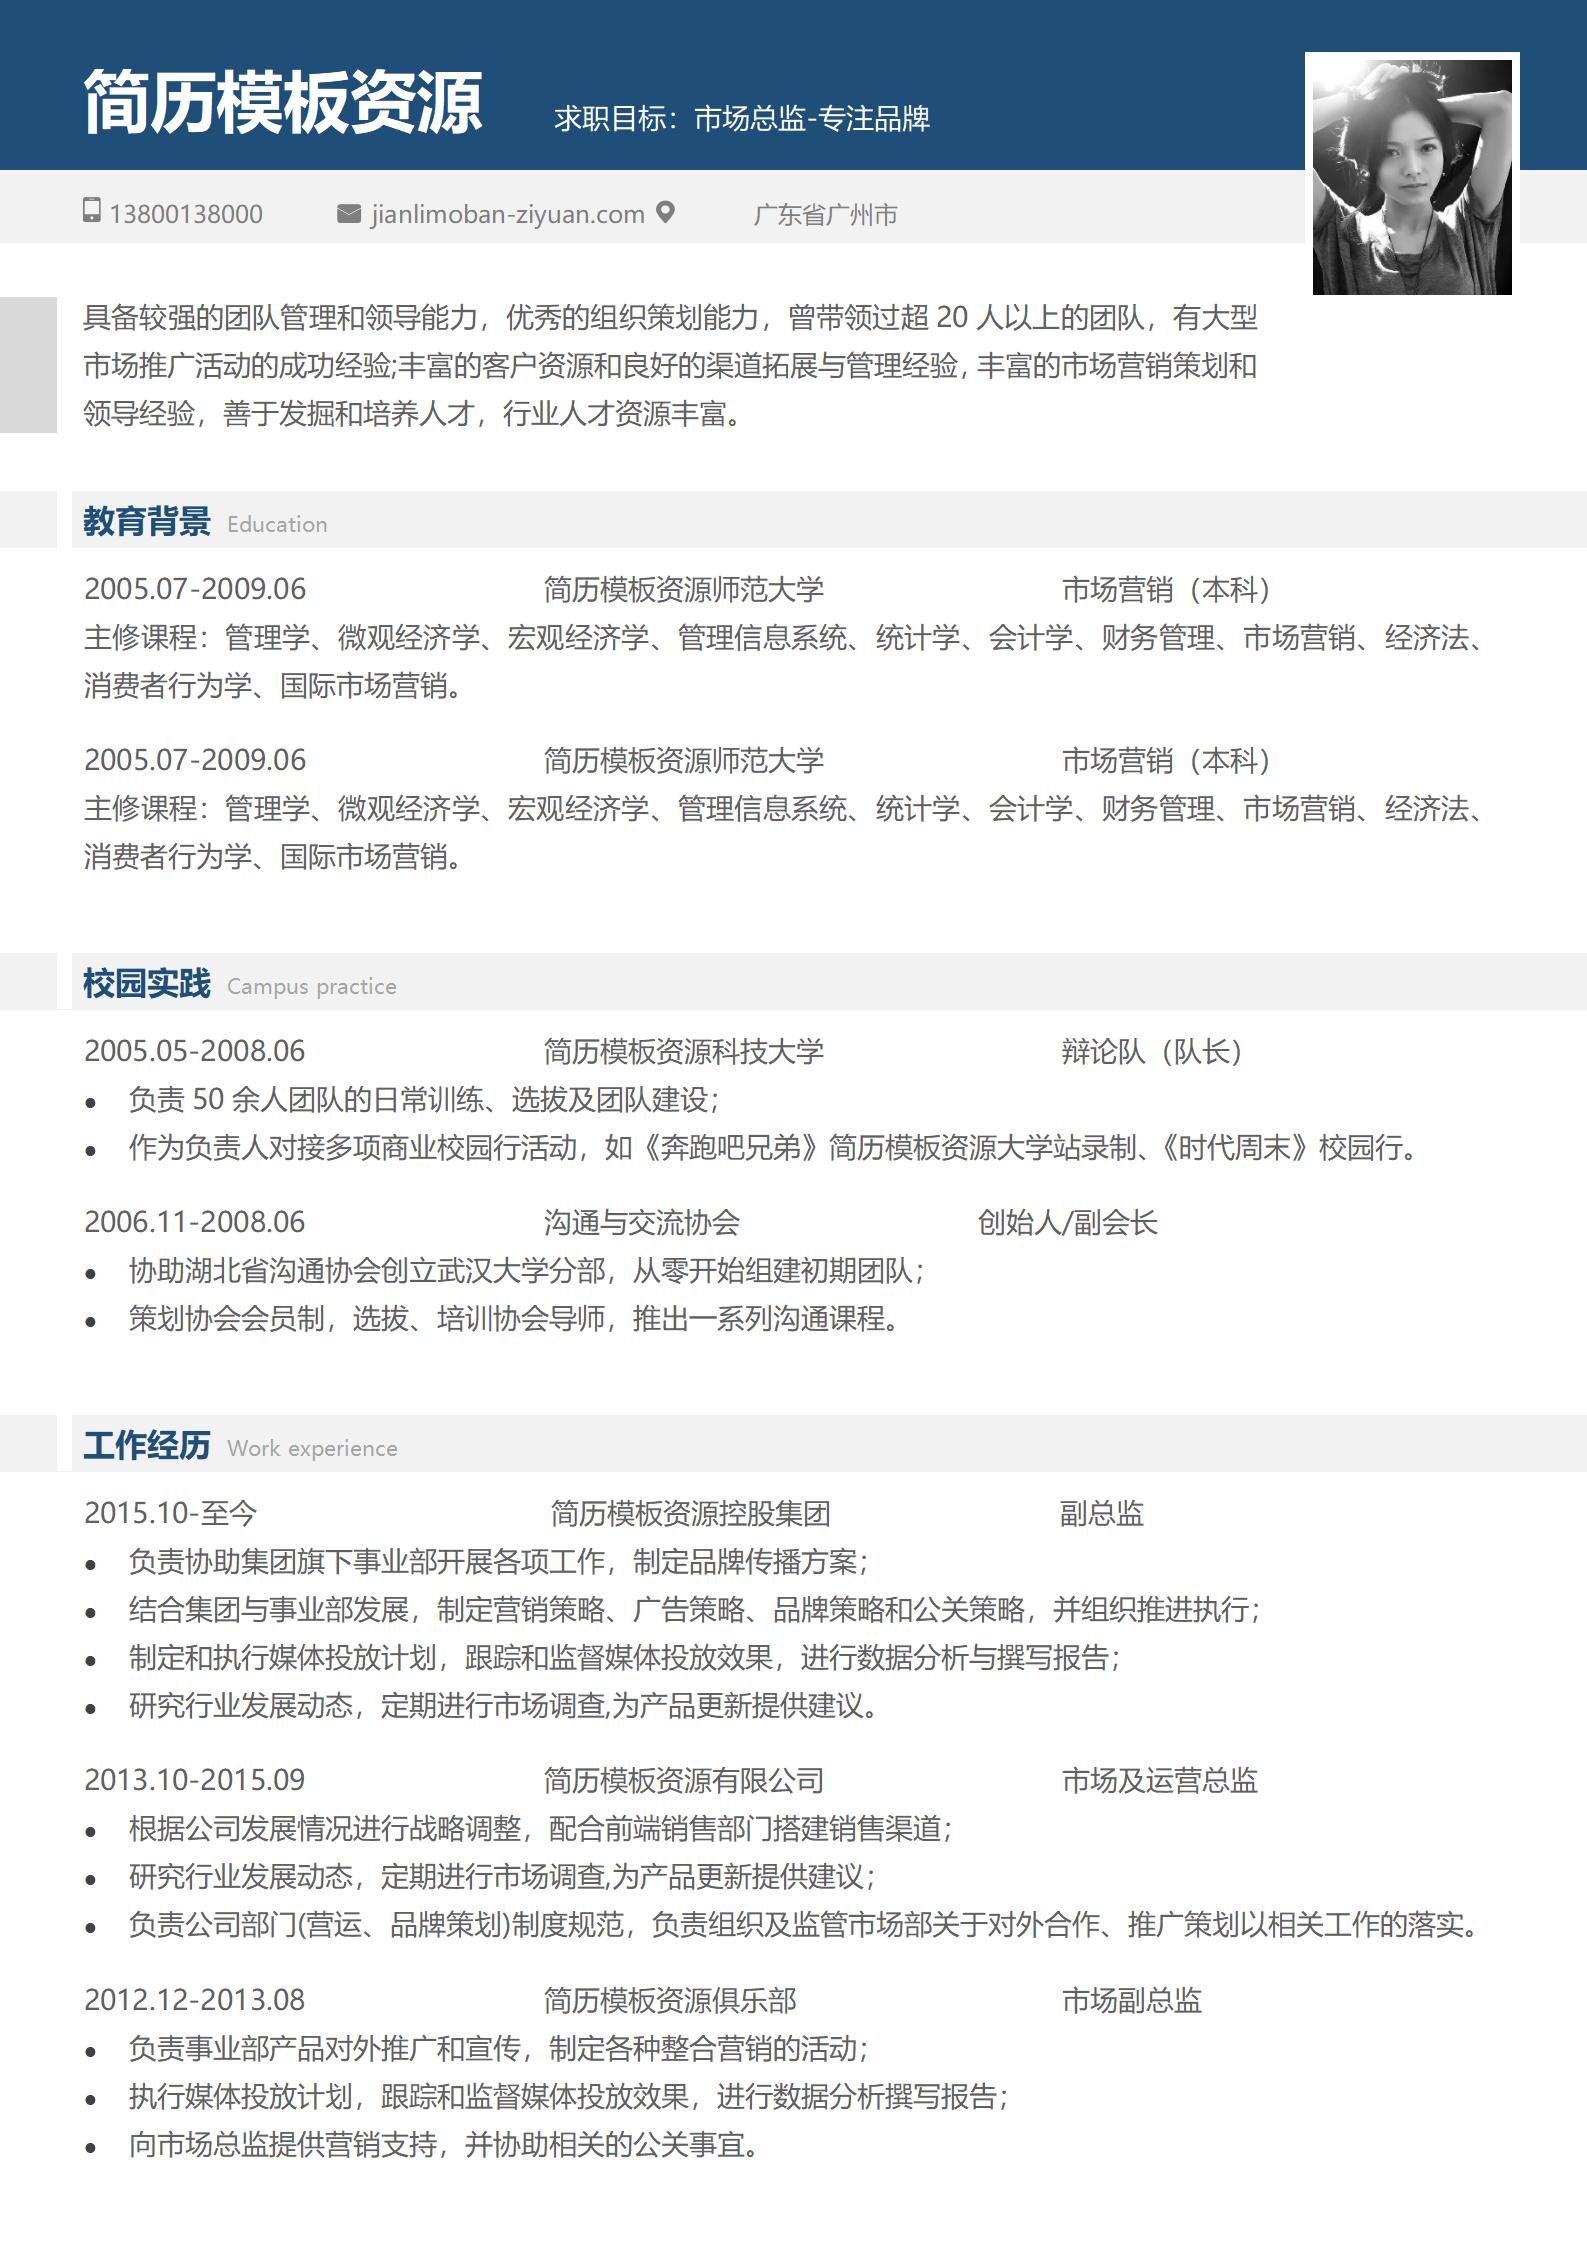 简历模板资源 求职目标：市场总监-专注品牌
13800138000 jianlimoban-ziyuan.com 广东省广州市
具备较强的团队管理和领导能力，优秀的组织策划能力，曾带领过超 20 人以上的团队，有大型
市场推广活动的成功经验;丰富的客户资源和良好的渠道拓展与管理经验，丰富的市场营销策划和
领导经验，善于发掘和培养人才，行业人才资源丰富。
教育背景 Education
2005.07-2009.06 简历模板资源师范大学 市场营销（本科）
主修课程：管理学、微观经济学、宏观经济学、管理信息系统、统计学、会计学、财务管理、市场营销、经济法、
消费者行为学、国际市场营销。
2005.07-2009.06 简历模板资源师范大学 市场营销（本科）
主修课程：管理学、微观经济学、宏观经济学、管理信息系统、统计学、会计学、财务管理、市场营销、经济法、
消费者行为学、国际市场营销。
校园实践 Campus practice
2005.05-2008.06 简历模板资源科技大学 辩论队（队长）
● 负责 50 余人团队的日常训练、选拔及团队建设；
● 作为负责人对接多项商业校园行活动，如《奔跑吧兄弟》简历模板资源大学站录制、《时代周末》校园行。
2006.11-2008.06 沟通与交流协会 创始人/副会长
● 协助湖北省沟通协会创立武汉大学分部，从零开始组建初期团队；
● 策划协会会员制，选拔、培训协会导师，推出一系列沟通课程。
工作经历 Work experience
2015.10-至今 简历模板资源控股集团 副总监
● 负责协助集团旗下事业部开展各项工作，制定品牌传播方案；
● 结合集团与事业部发展，制定营销策略、广告策略、品牌策略和公关策略，并组织推进执行；
● 制定和执行媒体投放计划，跟踪和监督媒体投放效果，进行数据分析与撰写报告；
● 研究行业发展动态，定期进行市场调查,为产品更新提供建议。
2013.10-2015.09 简历模板资源有限公司 市场及运营总监
● 根据公司发展情况进行战略调整，配合前端销售部门搭建销售渠道；
● 研究行业发展动态，定期进行市场调查,为产品更新提供建议；
● 负责公司部门(营运、品牌策划)制度规范，负责组织及监管市场部关于对外合作、推广策划以相关工作的落实。
2012.12-2013.08 简历模板资源俱乐部 市场副总监
● 负责事业部产品对外推广和宣传，制定各种整合营销的活动；
● 执行媒体投放计划，跟踪和监督媒体投放效果，进行数据分析撰写报告；
● 向市场总监提供营销支持，并协助相关的公关事宜。